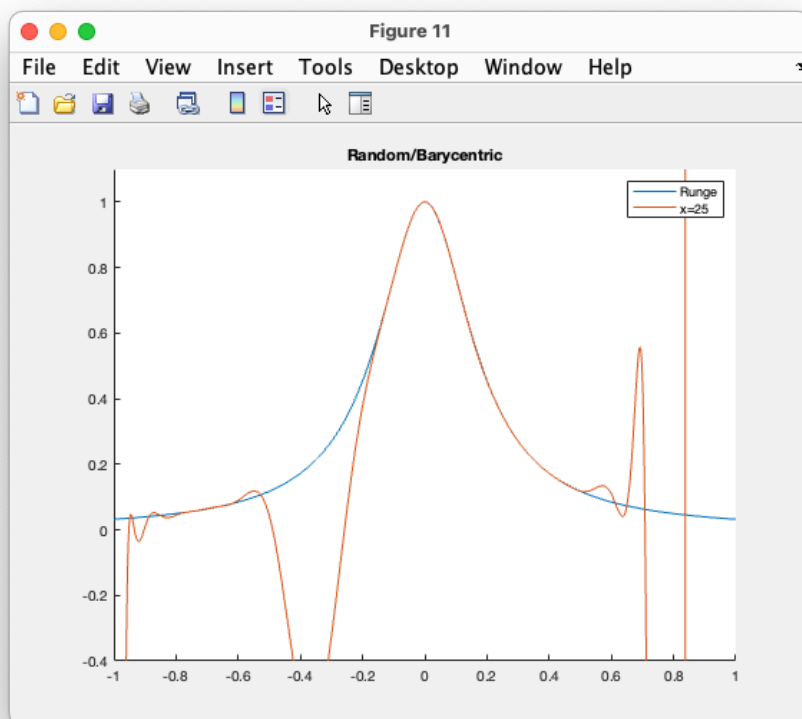 Figure 11
File Edit View Insert Tools Desktop Window Help
Random/Barycentric
Runge
x=25
1
0.8
0.6
0.4
0.2
0
-0.2
-0.4
-1 -0.8 -0.6 -0.4 -0.2 0 0.2 0.4 0.6 0.8 1